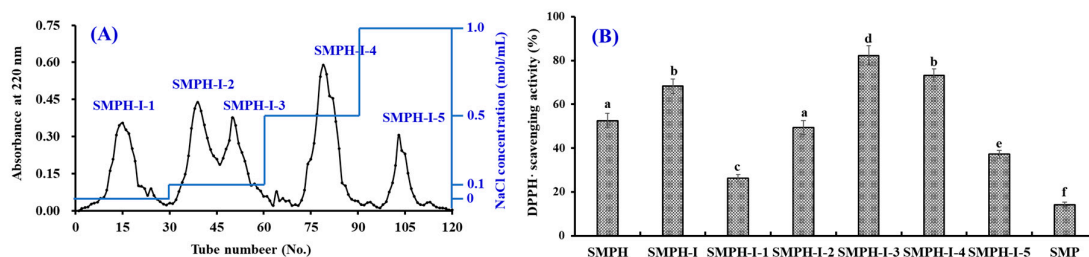 (A)
Absorbance at 220 nm
0.75
0.60
0.45
0.30
0.15
0.00
SMPH-I-1
SMPH-I-2
SMPH-I-3
SMPH-I-4
SMPH-I-5
0 15 30 45 60 75 90 105 120
Tube numbeer (No.)
1.0
0.5
0.1
0
NaCl concentration (mol/mL)
(B)
DPPH· scavenging activity (%)
100
80
60
40
20
0
a b c a d b e f
SMPH SMPH-I SMPH-I-1 SMPH-I-2 SMPH-I-3 SMPH-I-4 SMPH-I-5 SMP